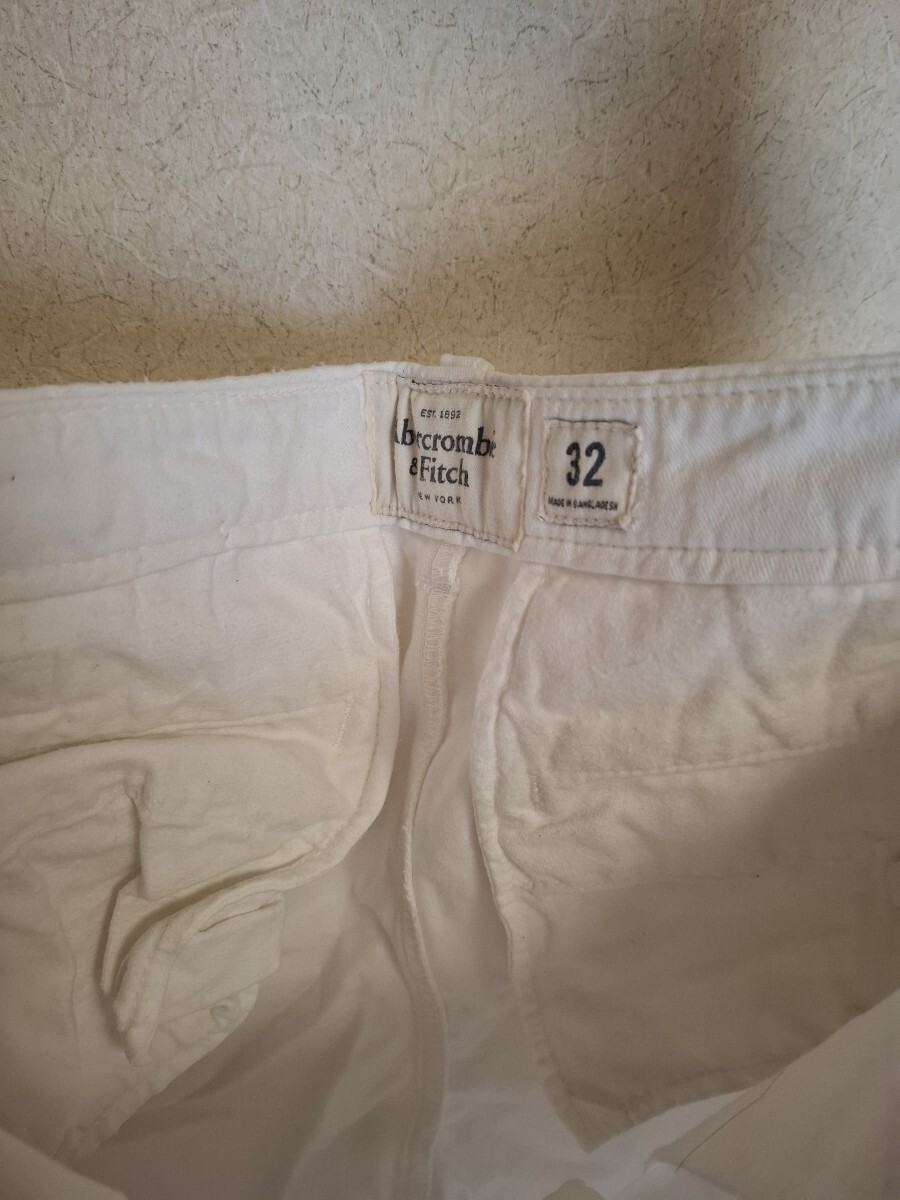 EST. 1892
Abercrombie
& Fitch
NEW YORK
32
MADE IN BANGLADESH